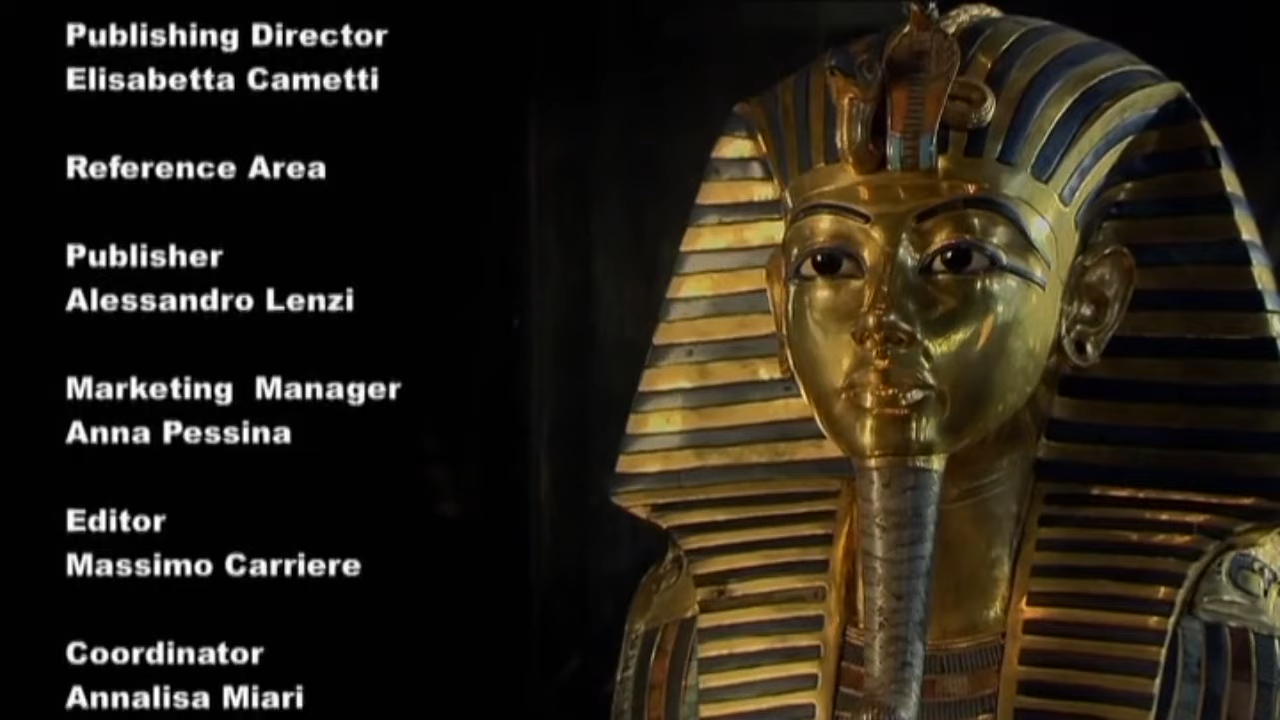 Publishing Director
Elisabetta Cametti
Reference Area
Publisher
Alessandro Lenzi
Marketing  Manager
Anna Pessina
Editor
Massimo Carriere
Coordinator
Annalisa Miari